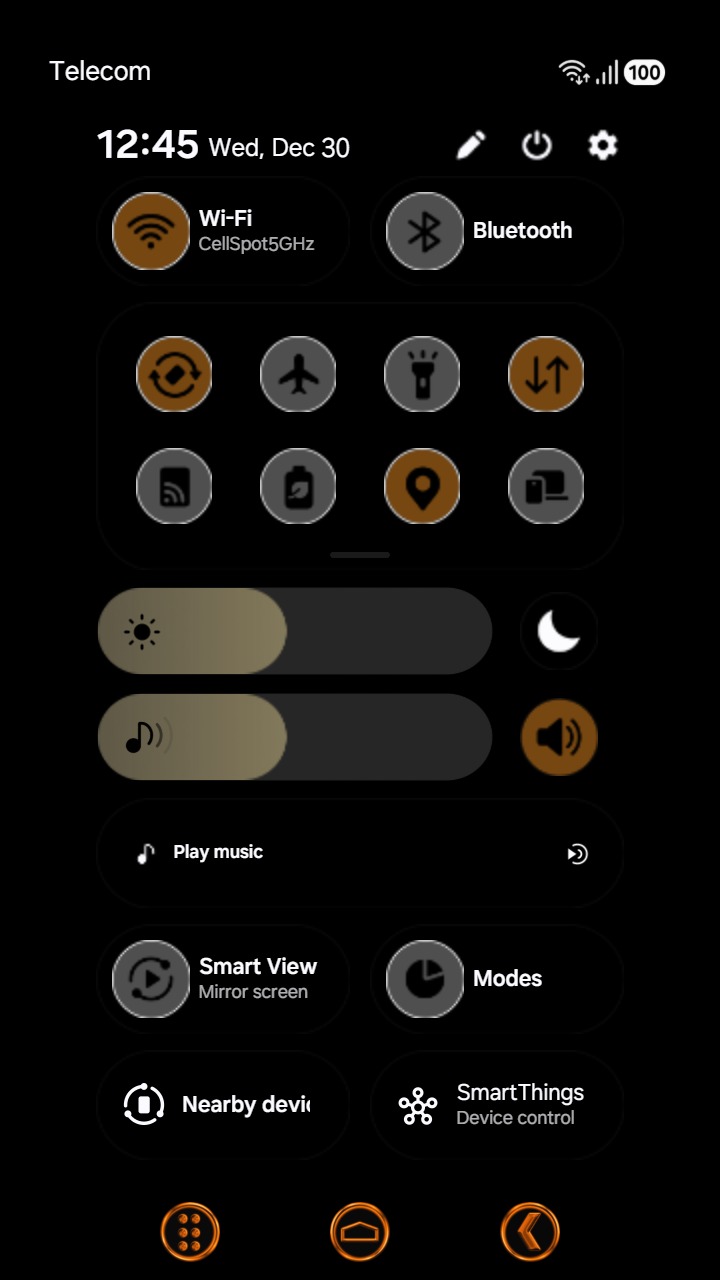 Telecom
100
12:45 Wed, Dec 30
Wi-Fi
CellSpot5GHz
Bluetooth
Play music
Smart View
Mirror screen
Modes
Nearby devi
SmartThings
Device control